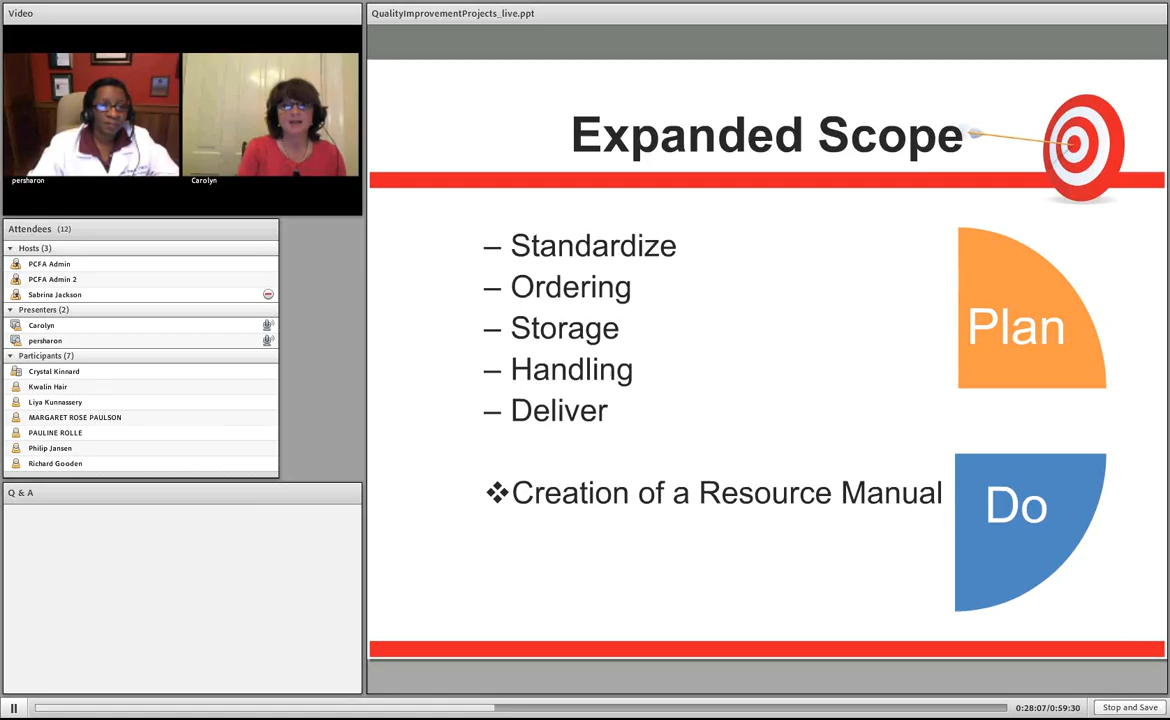 Video
persharon
Carolyn
Attendees (12)
Hosts (3)
PCFA Admin
PCFA Admin 2
Sabrina Jackson
Presenters (2)
Carolyn
persharon
Participants (7)
Crystal Kinnard
Kwalin Hair
Liya Kunnassery
MARGARET ROSE PAULSON
PAULINE ROLLE
Philip Jansen
Richard Gooden
Q & A
QualityImprovementProjects_live.ppt
Expanded Scope
– Standardize
– Ordering
– Storage
– Handling
– Deliver
❖Creation of a Resource Manual
Plan
Do
0:28:07/0:59:30
Stop and Save